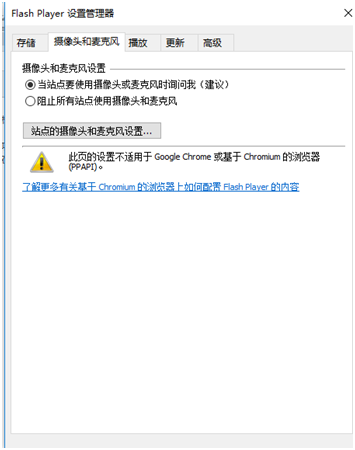 Flash Player 设置管理器
存储 摄像头和麦克风 播放 更新 高级
摄像头和麦克风设置
当站点要使用摄像头或麦克风时询问我(建议)
阻止所有站点使用摄像头和麦克风
站点的摄像头和麦克风设置...
此页的设置不适用于 Google Chrome 或基于 Chromium 的浏览器
(PPAPI)。
了解更多有关基于 Chromium 的浏览器上如何配置 Flash Player 的内容